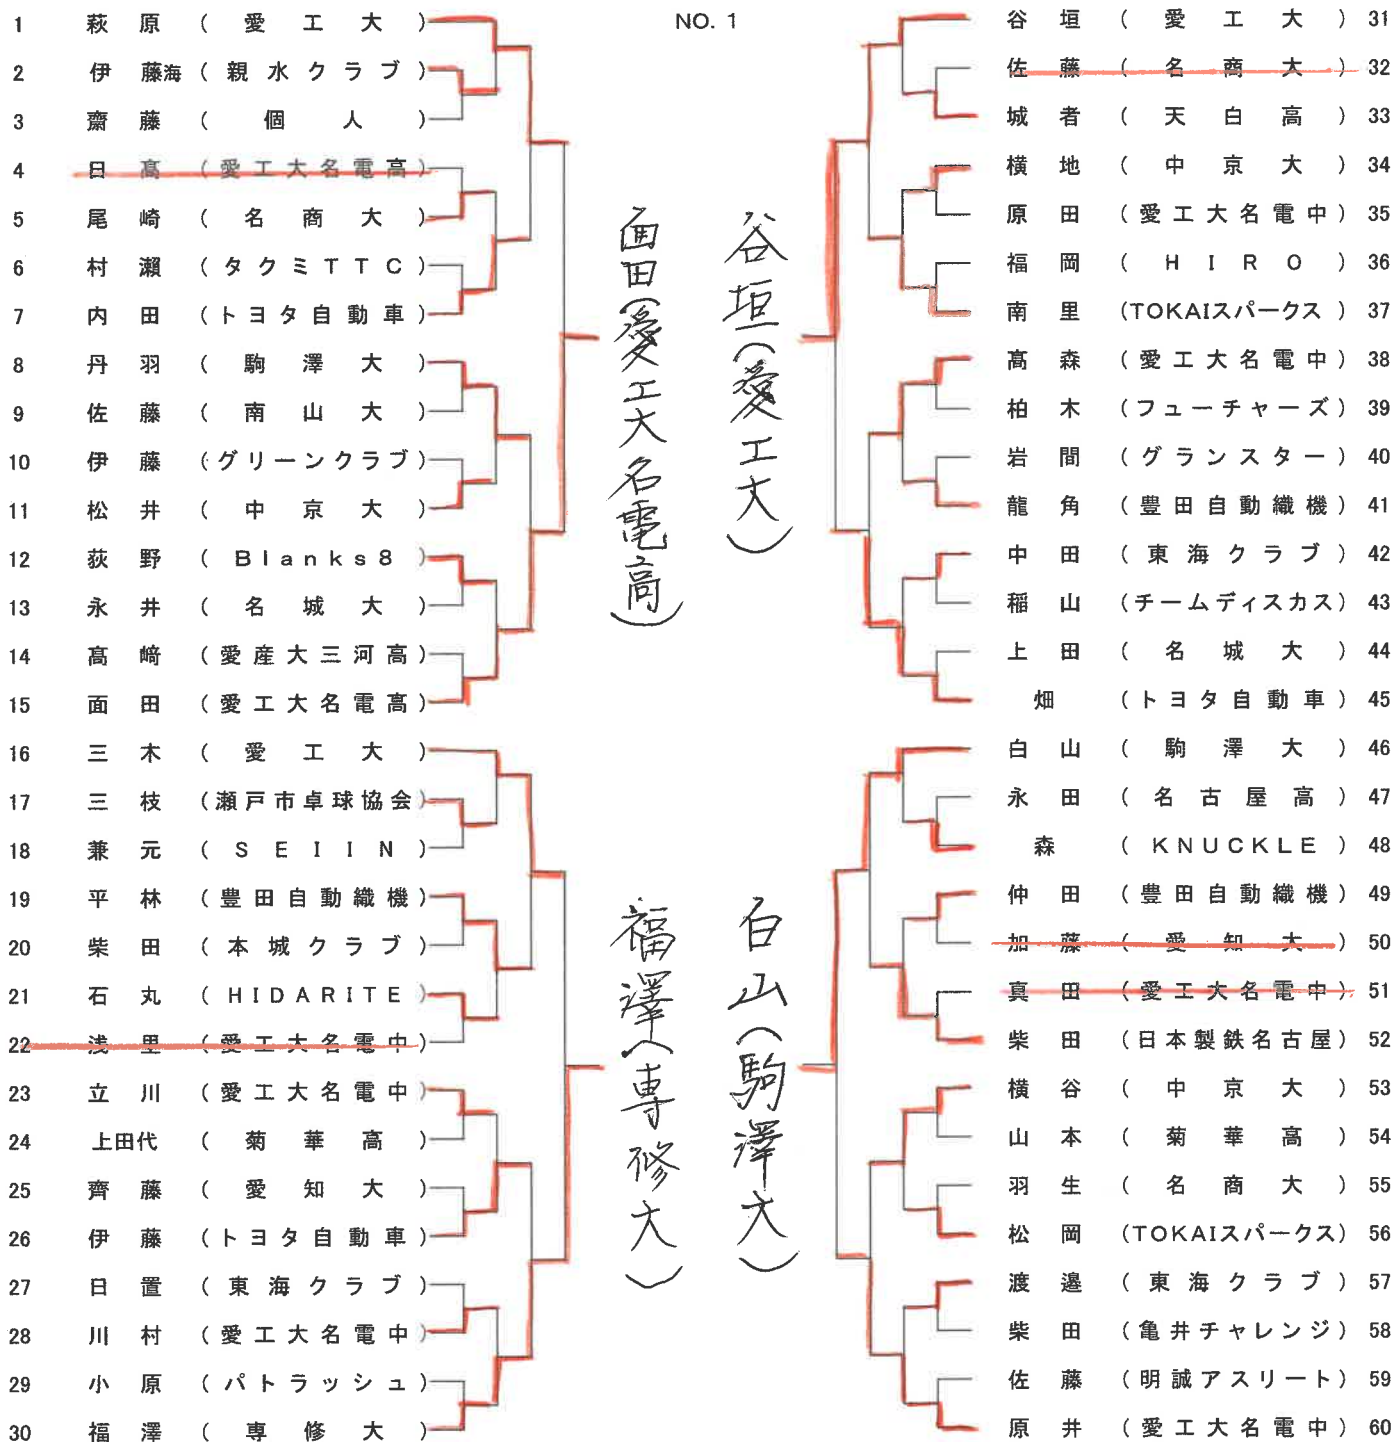 NO. 1
1 萩原 (愛工大)
2 伊藤海 (親水クラブ)
3 齋藤 (個人)
4 日髙 (愛工大名電高)
5 尾崎 (名商大)
6 村瀬 (タクミTTC)
7 内田 (トヨタ自動車)
8 丹羽 (駒澤大)
9 佐藤 (南山大)
10 伊藤 (グリーンクラブ)
11 松井 (中京大)
12 荻野 (Blanks8)
13 永井 (名城大)
14 髙﨑 (愛産大三河高)
15 面田 (愛工大名電高)
16 三木 (愛工大)
17 三枝 (瀬戸市卓球協会)
18 兼元 (SEIIN)
19 平林 (豊田自動織機)
20 柴田 (本城クラブ)
21 石丸 (HIDARITE)
22 浅里 (愛工大名電中)
23 立川 (愛工大名電中)
24 上田代 (菊華高)
25 齊藤 (愛知大)
26 伊藤 (トヨタ自動車)
27 日置 (東海クラブ)
28 川村 (愛工大名電中)
29 小原 (パトラッシュ)
30 福澤 (専修大)
面田(愛工大名電高)
福澤(専修大)
谷垣(愛工大)
白山(駒澤大)
谷垣 (愛工大) 31
佐藤 (名商大) 32
城者 (天白高) 33
横地 (中京大) 34
原田 (愛工大名電中) 35
福岡 (HIRO) 36
南里 (TOKAIスパークス) 37
髙森 (愛工大名電中) 38
柏木 (フューチャーズ) 39
岩間 (グランスター) 40
龍角 (豊田自動織機) 41
中田 (東海クラブ) 42
稲山 (チームディスカス) 43
上田 (名城大) 44
畑 (トヨタ自動車) 45
白山 (駒澤大) 46
永田 (名古屋高) 47
森 (KNUCKLE) 48
仲田 (豊田自動織機) 49
加藤 (愛知大) 50
真田 (愛工大名電中) 51
柴田 (日本製鉄名古屋) 52
横谷 (中京大) 53
山本 (菊華高) 54
羽生 (名商大) 55
松岡 (TOKAIスパークス) 56
渡邉 (東海クラブ) 57
柴田 (亀井チャレンジ) 58
佐藤 (明誠アスリート) 59
原井 (愛工大名電中) 60